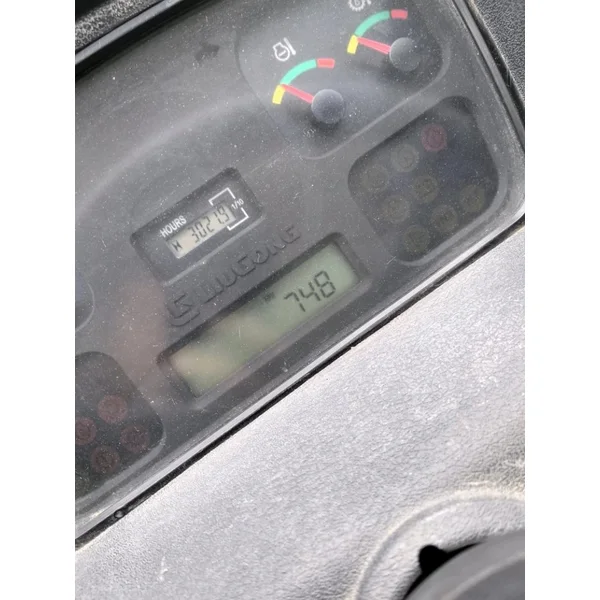 HOURS
1/10
H 30219
LIUGONG
748